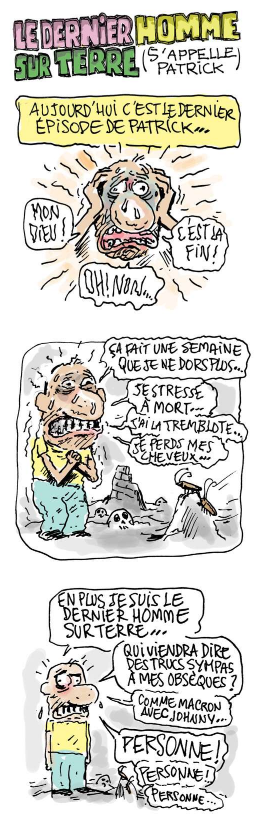 LE DERNIER HOMME
SUR TERRE (S'APPELLE
PATRICK)
AUJOURD'HUI C'EST LE DERNIER
ÉPISODE DE PATRICK...
MON
DIEU!
C'EST LA
FIN!
OH! NON...
ÇA FAIT UNE SEMAINE
QUE JE NE DORS PLUS...
JE STRESSE
À MORT...
J'AI LA TREMBLOTE...
JE PERDS MES
CHEVEUX...
EN PLUS JE SUIS LE
DERNIER HOMME
SUR TERRE...
QUI VIENDRA DIRE
DES TRUCS SYMPAS
À MES OBSÈQUES?
COMME MACRON
AVEC JOHNNY...
PERSONNE!
PERSONNE!
PERSONNE...